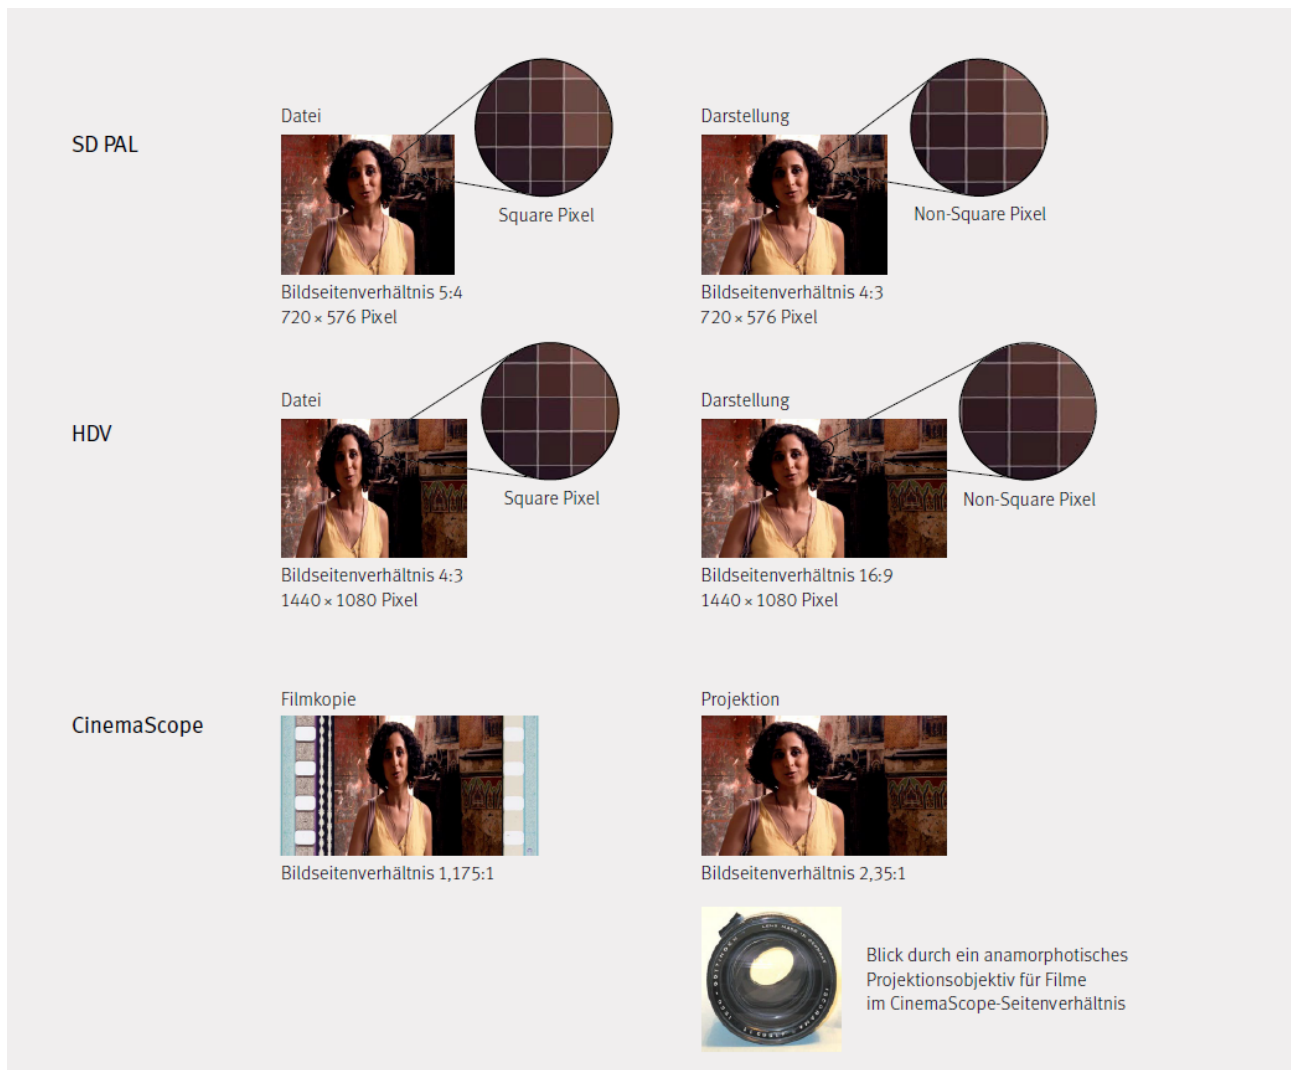 SD PAL
Datei
Square Pixel
Bildseitenverhältnis 5:4
720 × 576 Pixel
Darstellung
Non-Square Pixel
Bildseitenverhältnis 4:3
720 × 576 Pixel
HDV
Datei
Square Pixel
Bildseitenverhältnis 4:3
1440 × 1080 Pixel
Darstellung
Non-Square Pixel
Bildseitenverhältnis 16:9
1440 × 1080 Pixel
CinemaScope
Filmkopie
Bildseitenverhältnis 1,175:1
Projektion
Bildseitenverhältnis 2,35:1
Blick durch ein anamorphotisches
Projektionsobjektiv für Filme
im CinemaScope-Seitenverhältnis